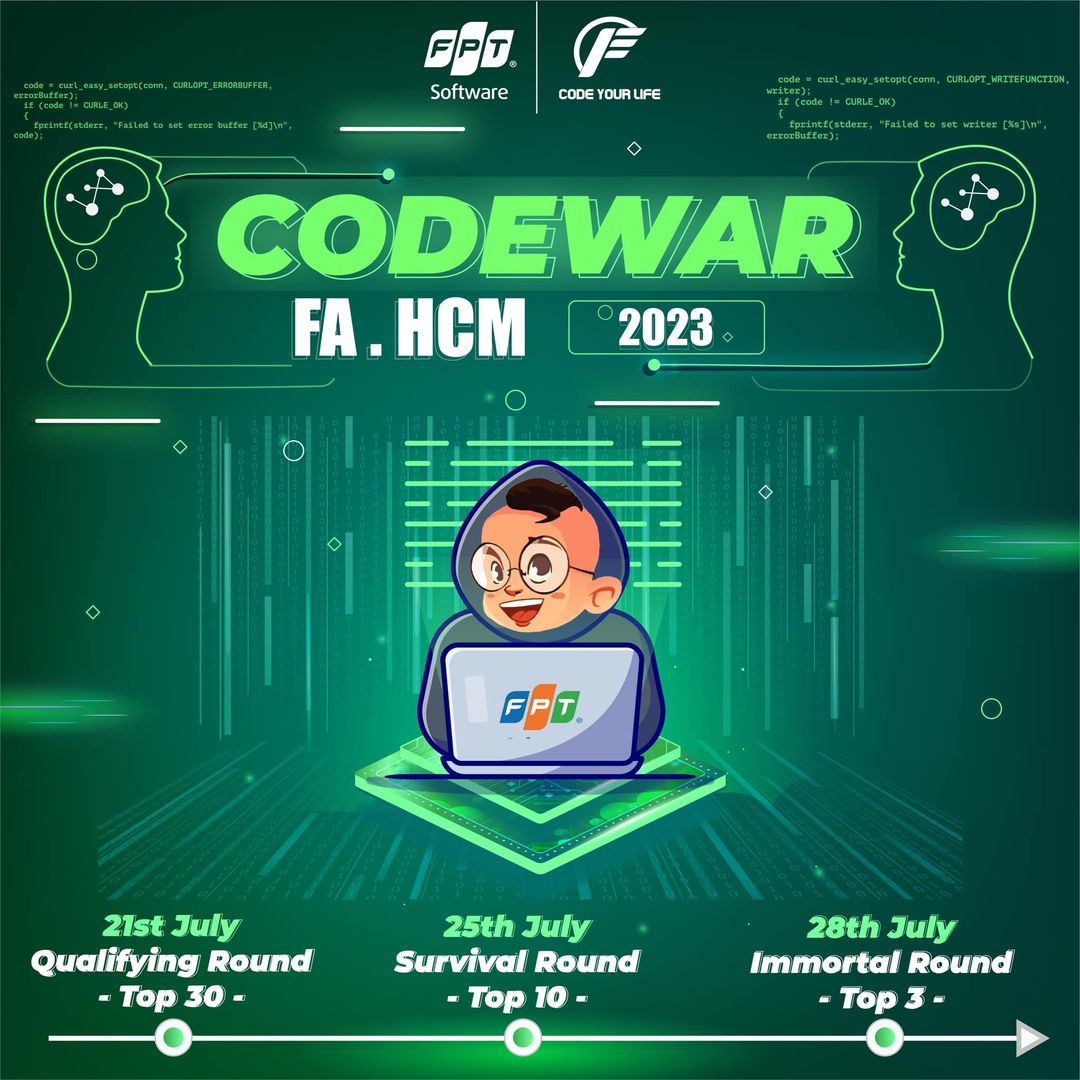 FPT®
Software
CODE YOUR LIFE
code = curl_easy_setopt(conn, CURLOPT_ERRORBUFFER,
errorBuffer);
if (code != CURLE_OK)
{
fprintf(stderr, "Failed to set error buffer [%d]\n",
code);
code = curl_easy_setopt(conn, CURLOPT_WRITEFUNCTION,
writer);
if (code != CURLE_OK)
{
fprintf(stderr, "Failed to set writer [%s]\n",
errorBuffer);
CODEWAR
FA . HCM
2023
FPT®
21st July
Qualifying Round
- Top 30 -
25th July
Survival Round
- Top 10 -
28th July
Immortal Round
- Top 3 -